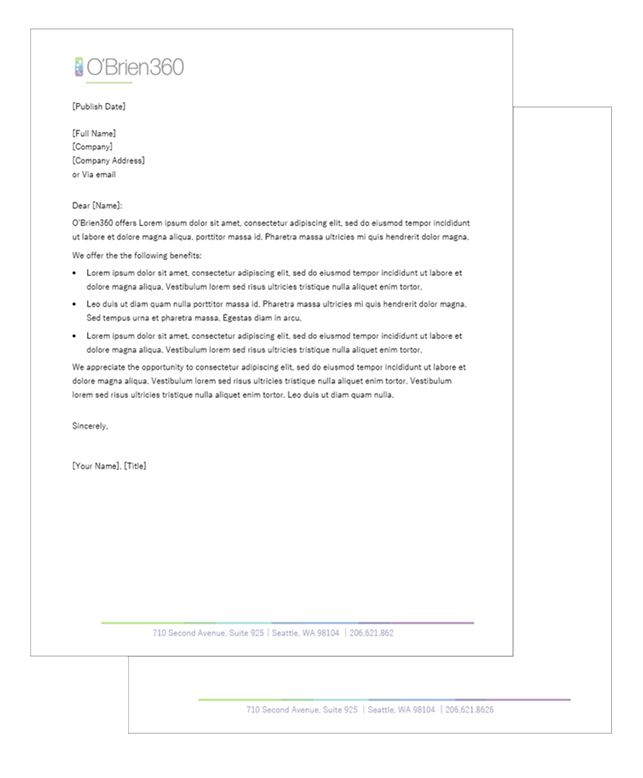 O'Brien360
[Publish Date]
[Full Name]
[Company]
[Company Address]
or Via email
Dear [Name]:
O'Brien360 offers Lorem ipsum dolor sit amet, consectetur adipiscing elit, sed do eiusmod tempor incididunt
ut labore et dolore magna aliqua, porttitor massa id. Pharetra massa ultricies mi quis hendrerit dolor magna.
We offer the the following benefits:
• Lorem ipsum dolor sit amet, consectetur adipiscing elit, sed do eiusmod tempor incididunt ut labore et
dolore magna aliqua. Vestibulum lorem sed risus ultricies tristique nulla aliquet enim tortor.
• Leo duis ut diam quam nulla porttitor massa id. Pharetra massa ultricies mi quis hendrerit dolor magna.
Sed tempus urna et pharetra massa. Egestas diam in arcu.
• Lorem ipsum dolor sit amet, consectetur adipiscing elit, sed do eiusmod tempor incididunt ut labore et
dolore magna aliqua. Vestibulum lorem sed risus ultricies tristique nulla aliquet enim tortor.
We appreciate the opportunity to consectetur adipiscing elit, sed do eiusmod tempor incididunt ut labore et
dolore magna aliqua. Vestibulum lorem sed risus ultricies tristique nulla aliquet enim tortor. Vestibulum
lorem sed risus ultricies tristique nulla aliquet enim tortor. Leo duis ut diam quam nulla.
Sincerely,
[Your Name], [Title]
710 Second Avenue, Suite 925 | Seattle, WA 98104 | 206.621.862
710 Second Avenue, Suite 925 | Seattle, WA 98104 | 206.621.8626